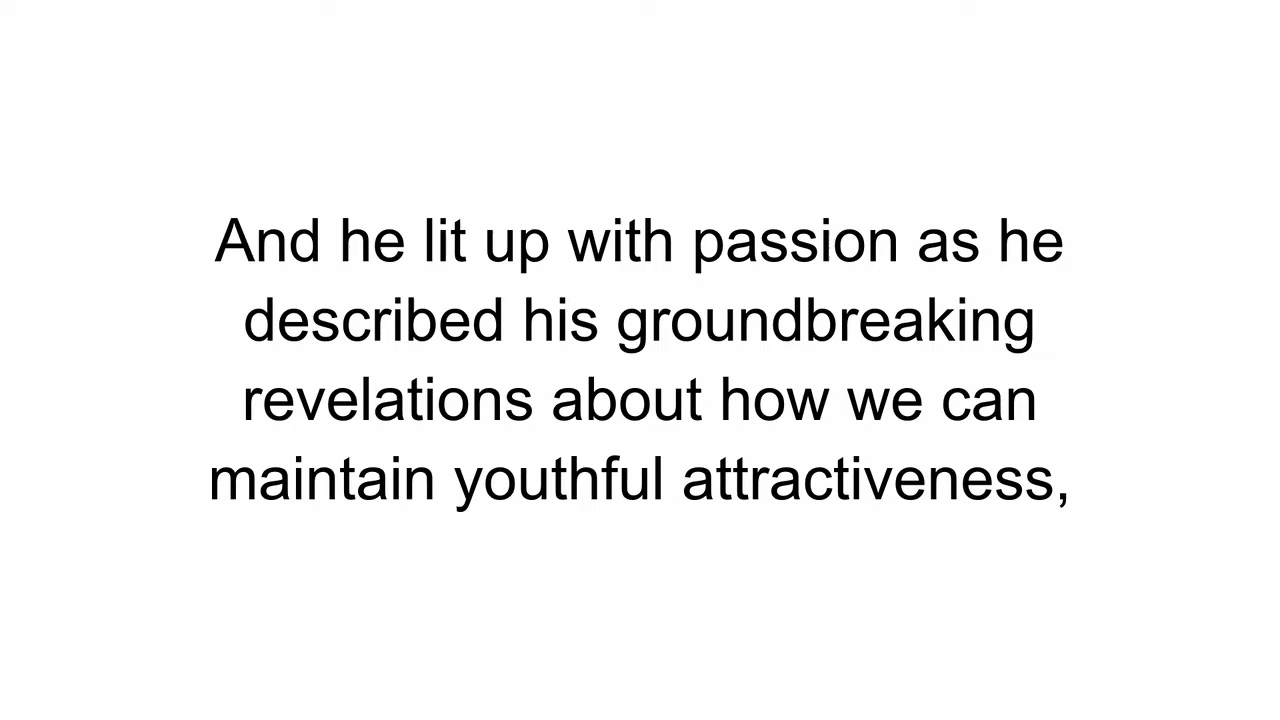 And he lit up with passion as he
described his groundbreaking
revelations about how we can
maintain youthful attractiveness,